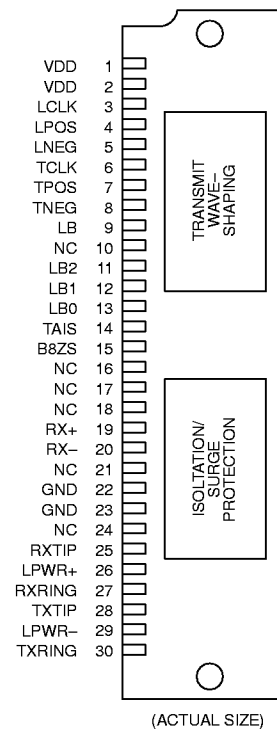 VDD 1
VDD 2
LCLK 3
LPOS 4
LNEG 5
TCLK 6
TPOS 7
TNEG 8
LB 9
NC 10
LB2 11
LB1 12
LB0 13
TAIS 14
B8ZS 15
NC 16
NC 17
NC 18
RX+ 19
RX– 20
NC 21
GND 22
GND 23
NC 24
RXTIP 25
LPWR+ 26
RXRING 27
TXTIP 28
LPWR– 29
TXRING 30
TRANSMIT
WAVE–
SHAPING
ISOLTATION/
SURGE
PROTECTION
(ACTUAL SIZE)